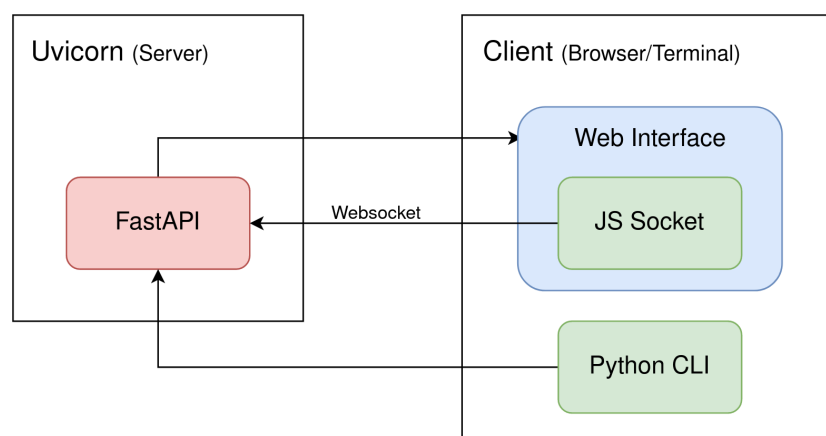 Uvicorn (Server)
Client (Browser/Terminal)
Web Interface
FastAPI
Websocket
JS Socket
Python CLI